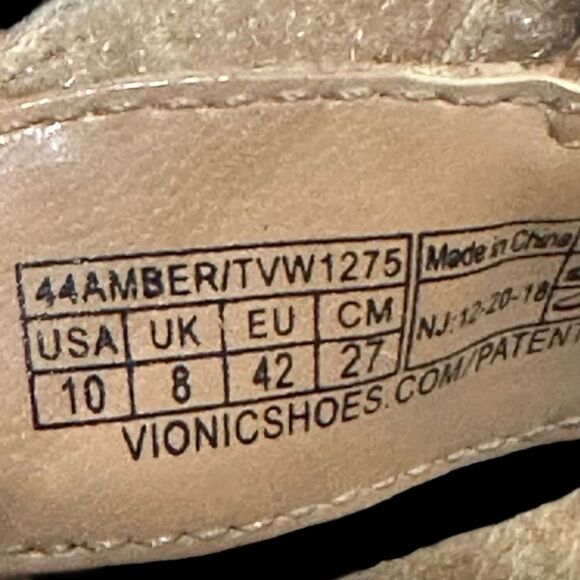 44AMBER/TVW1275
USA UK EU CM
10 8 42 27
Made in China
NJ:12-20-18
VIONICSHOES.COM/PATENT